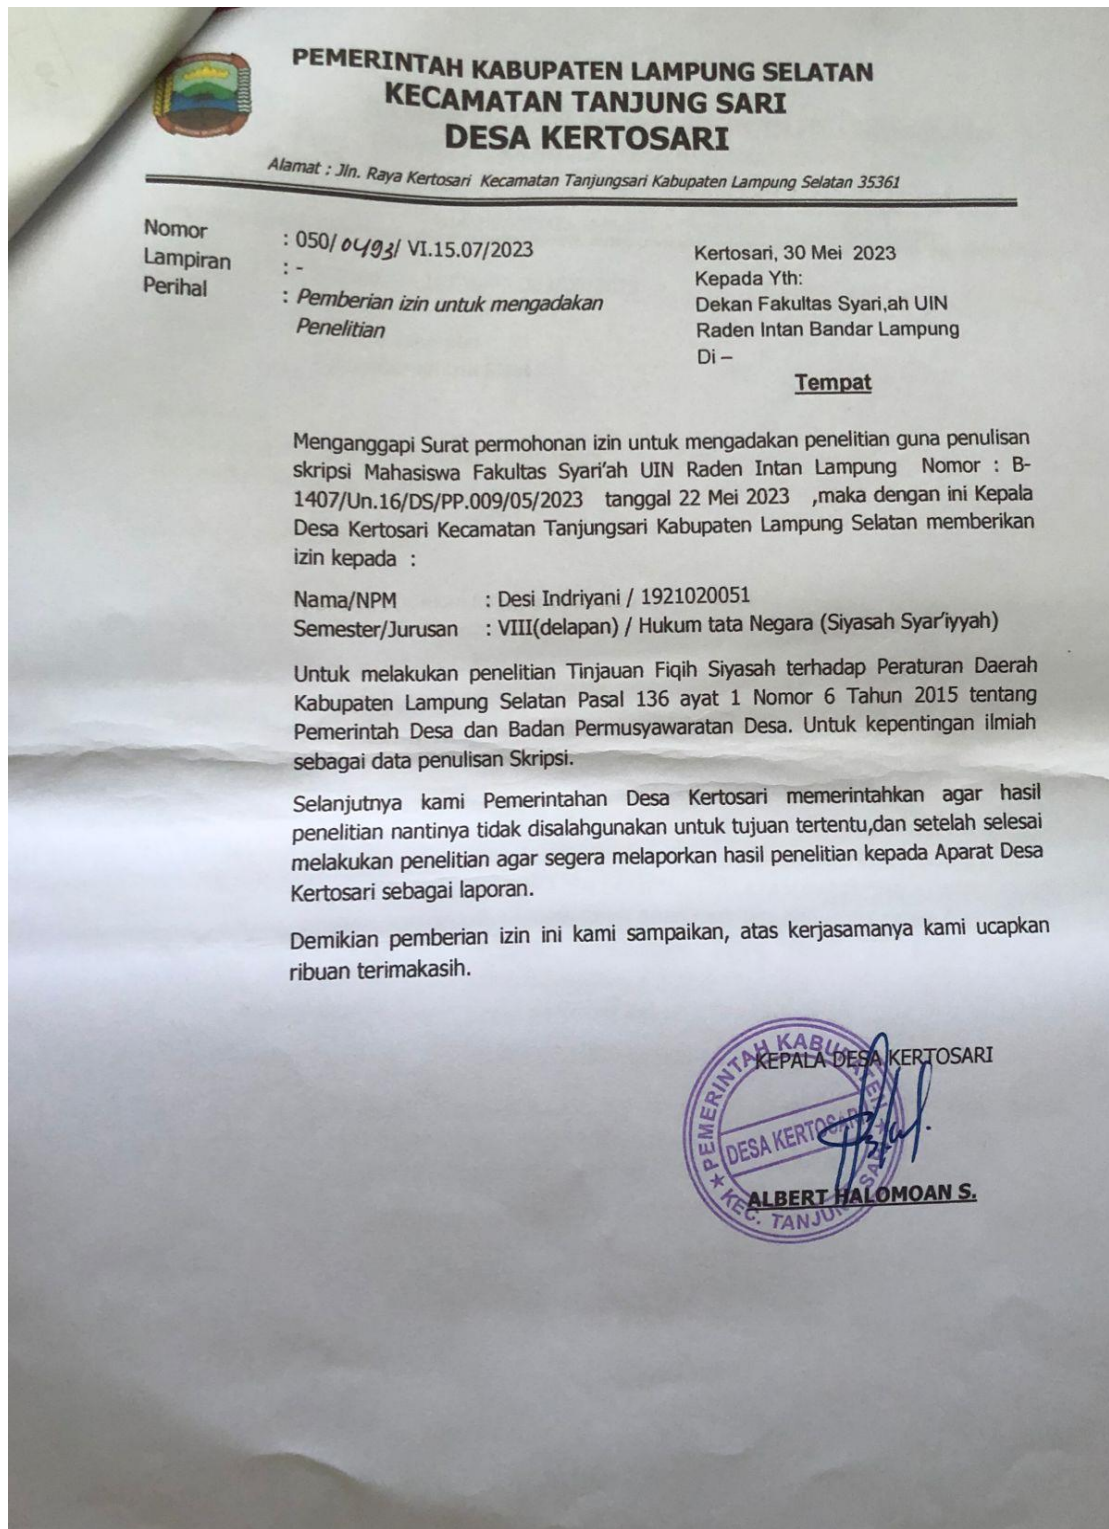 PEMERINTAH KABUPATEN LAMPUNG SELATAN
KECAMATAN TANJUNG SARI
DESA KERTOSARI
Alamat : Jln. Raya Kertosari Kecamatan Tanjungsari Kabupaten Lampung Selatan 35361
Nomor : 050/0493/ VI.15.07/2023
Lampiran : -
Perihal : Pemberian izin untuk mengadakan
Penelitian
Kertosari, 30 Mei 2023
Kepada Yth:
Dekan Fakultas Syari,ah UIN
Raden Intan Bandar Lampung
Di –
Tempat
Menganggapi Surat permohonan izin untuk mengadakan penelitian guna penulisan
skripsi Mahasiswa Fakultas Syari'ah UIN Raden Intan Lampung Nomor : B-
1407/Un.16/DS/PP.009/05/2023 tanggal 22 Mei 2023 ,maka dengan ini Kepala
Desa Kertosari Kecamatan Tanjungsari Kabupaten Lampung Selatan memberikan
izin kepada :
Nama/NPM : Desi Indriyani / 1921020051
Semester/Jurusan : VIII(delapan) / Hukum tata Negara (Siyasah Syar'iyyah)
Untuk melakukan penelitian Tinjauan Fiqih Siyasah terhadap Peraturan Daerah
Kabupaten Lampung Selatan Pasal 136 ayat 1 Nomor 6 Tahun 2015 tentang
Pemerintah Desa dan Badan Permusyawaratan Desa. Untuk kepentingan ilmiah
sebagai data penulisan Skripsi.
Selanjutnya kami Pemerintahan Desa Kertosari memerintahkan agar hasil
penelitian nantinya tidak disalahgunakan untuk tujuan tertentu,dan setelah selesai
melakukan penelitian agar segera melaporkan hasil penelitian kepada Aparat Desa
Kertosari sebagai laporan.
Demikian pemberian izin ini kami sampaikan, atas kerjasamanya kami ucapkan
ribuan terimakasih.
KEPALA DESA KERTOSARI
PEMERINTAH KABUPATEN
DESA KERTOSARI
KEC. TANJUNG SARI
ALBERT HALOMOAN S.